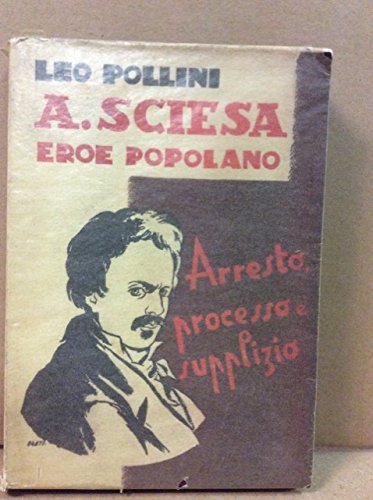 LEO POLLINI
A. SCIESA
EROE POPOLANO
Arresto,
processo e
supplizio